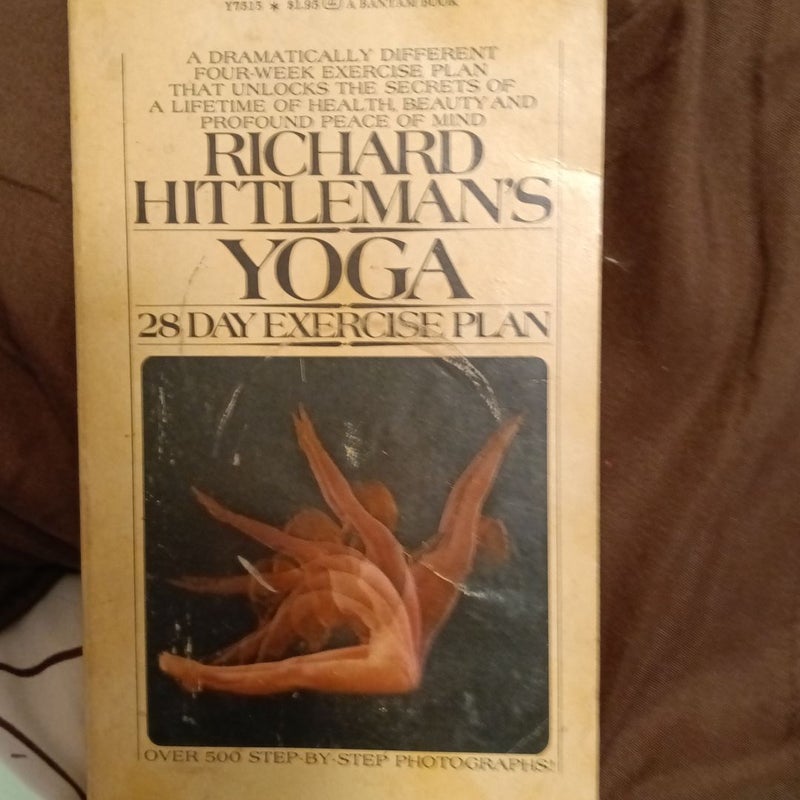 Y7515 * $1.95 A BANTAM BOOK
A DRAMATICALLY DIFFERENT
FOUR-WEEK EXERCISE PLAN
THAT UNLOCKS THE SECRETS OF
A LIFETIME OF HEALTH, BEAUTY AND
PROFOUND PEACE OF MIND
RICHARD
HITTLEMAN'S
YOGA
28 DAY EXERCISE PLAN
OVER 500 STEP-BY-STEP PHOTOGRAPHS!